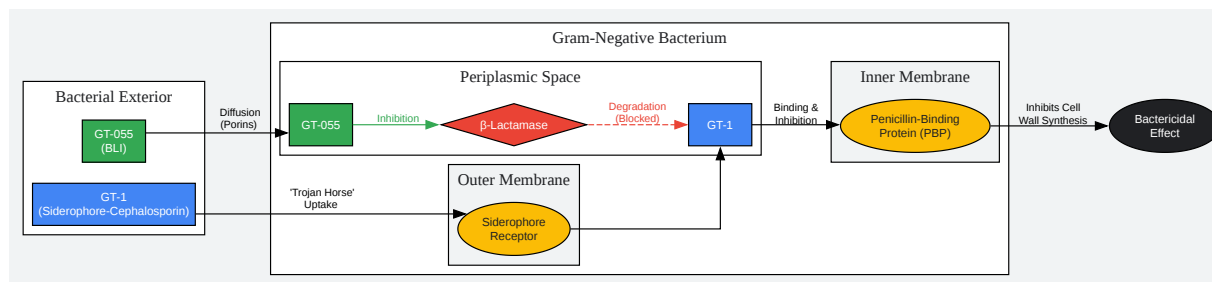 Gram-Negative Bacterium
Periplasmic Space
Inner Membrane
Bacterial Exterior
GT-055
(BLI)
GT-1
(Siderophore-Cephalosporin)
Diffusion
(Porins)
GT-055
Inhibition
β-Lactamase
Degradation
(Blocked)
GT-1
Binding &
Inhibition
Penicillin-Binding
Protein (PBP)
Inhibits Cell
Wall Synthesis
Bactericidal
Effect
'Trojan Horse'
Uptake
Outer Membrane
Siderophore
Receptor